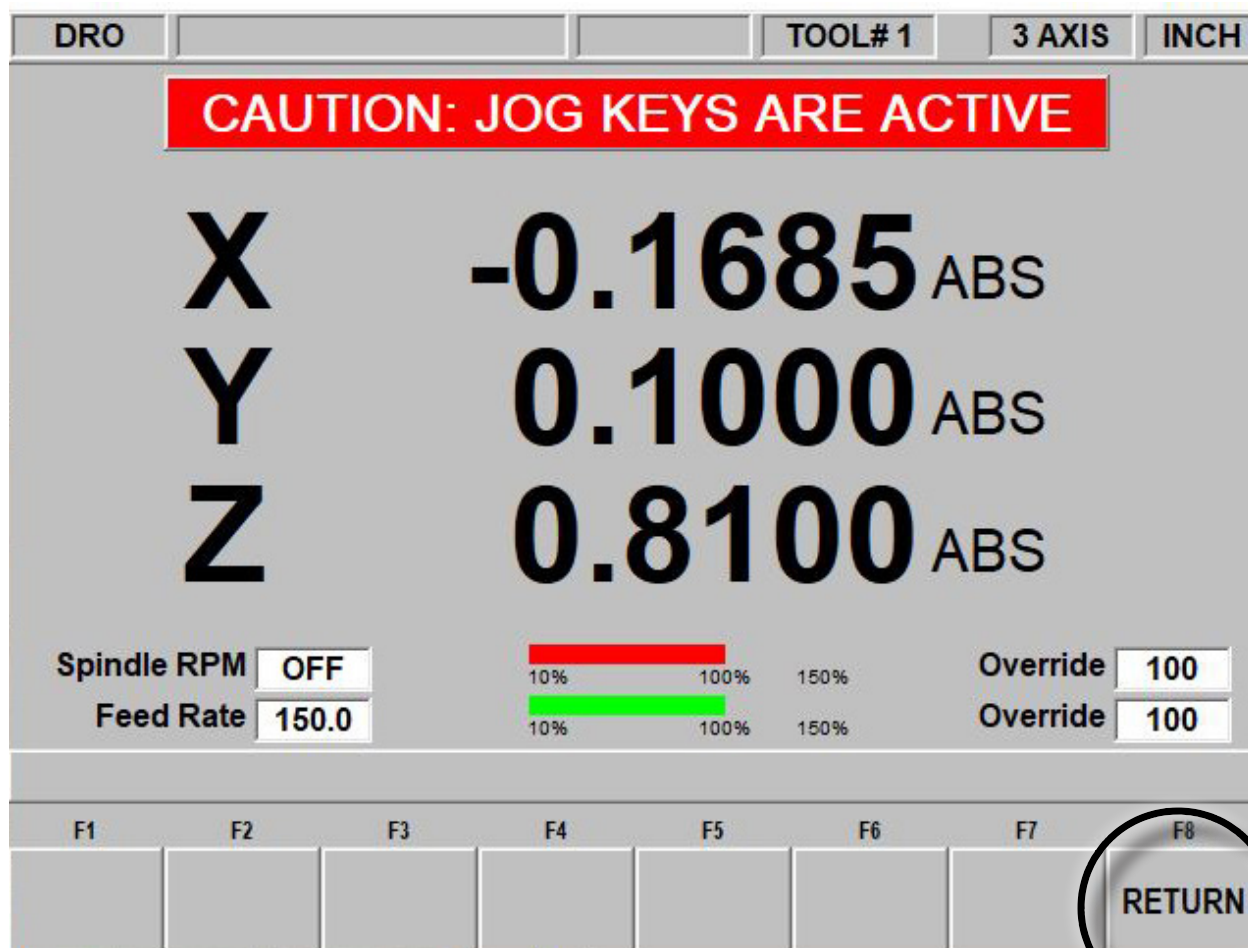 DRO TOOL# 1 3 AXIS INCH
CAUTION: JOG KEYS ARE ACTIVE
X -0.1685 ABS
Y 0.1000 ABS
Z 0.8100 ABS
Spindle RPM OFF 10% 100% 150% Override 100
Feed Rate 150.0 10% 100% 150% Override 100
F1 F2 F3 F4 F5 F6 F7 F8
RETURN